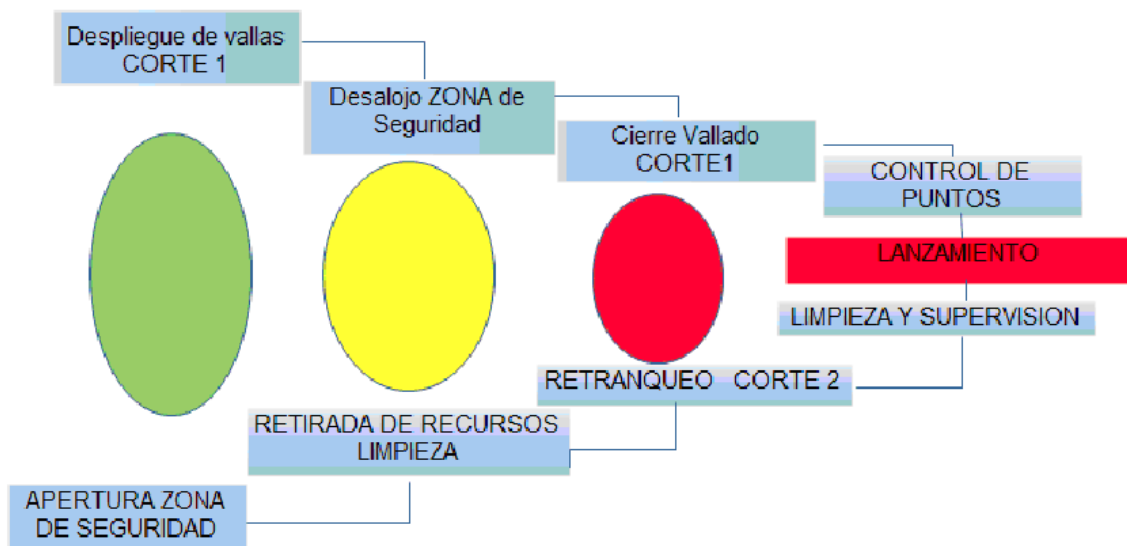 Despliegue de vallas
CORTE 1
Desalojo ZONA de
Seguridad
Cierre Vallado
CORTE1
CONTROL DE
PUNTOS
LANZAMIENTO
LIMPIEZA Y SUPERVISION
RETRANQUEO CORTE 2
RETIRADA DE RECURSOS
LIMPIEZA
APERTURA ZONA
DE SEGURIDAD